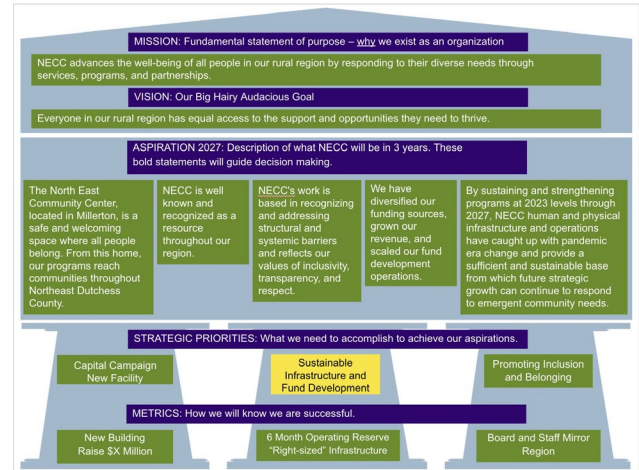 MISSION: Fundamental statement of purpose – why we exist as an organization
NECC advances the well-being of all people in our rural region by responding to their diverse needs through
services, programs, and partnerships.
VISION: Our Big Hairy Audacious Goal
Everyone in our rural region has equal access to the support and opportunities they need to thrive.
ASPIRATION 2027: Description of what NECC will be in 3 years. These
bold statements will guide decision making.
The North East
Community Center,
located in Millerton, is a
safe and welcoming
space where all people
belong. From this home,
our programs reach
communities throughout
Northeast Dutchess
County.
NECC is well
known and
recognized as a
resource
throughout our
region.
NECC's work is
based in recognizing
and addressing
structural and
systemic barriers
and reflects our
values of inclusivity,
transparency, and
respect.
We have
diversified our
funding sources,
grown our
revenue, and
scaled our fund
development
operations.
By sustaining and strengthening
programs at 2023 levels through
2027, NECC human and physical
infrastructure and operations
have caught up with pandemic
era change and provide a
sufficient and sustainable base
from which future strategic
growth can continue to respond
to emergent community needs.
STRATEGIC PRIORITIES: What we need to accomplish to achieve our aspirations.
Capital Campaign
New Facility
Sustainable
Infrastructure and
Fund Development
Promoting Inclusion
and Belonging
METRICS: How we will know we are successful.
New Building
Raise $X Million
6 Month Operating Reserve
"Right-sized" Infrastructure
Board and Staff Mirror
Region